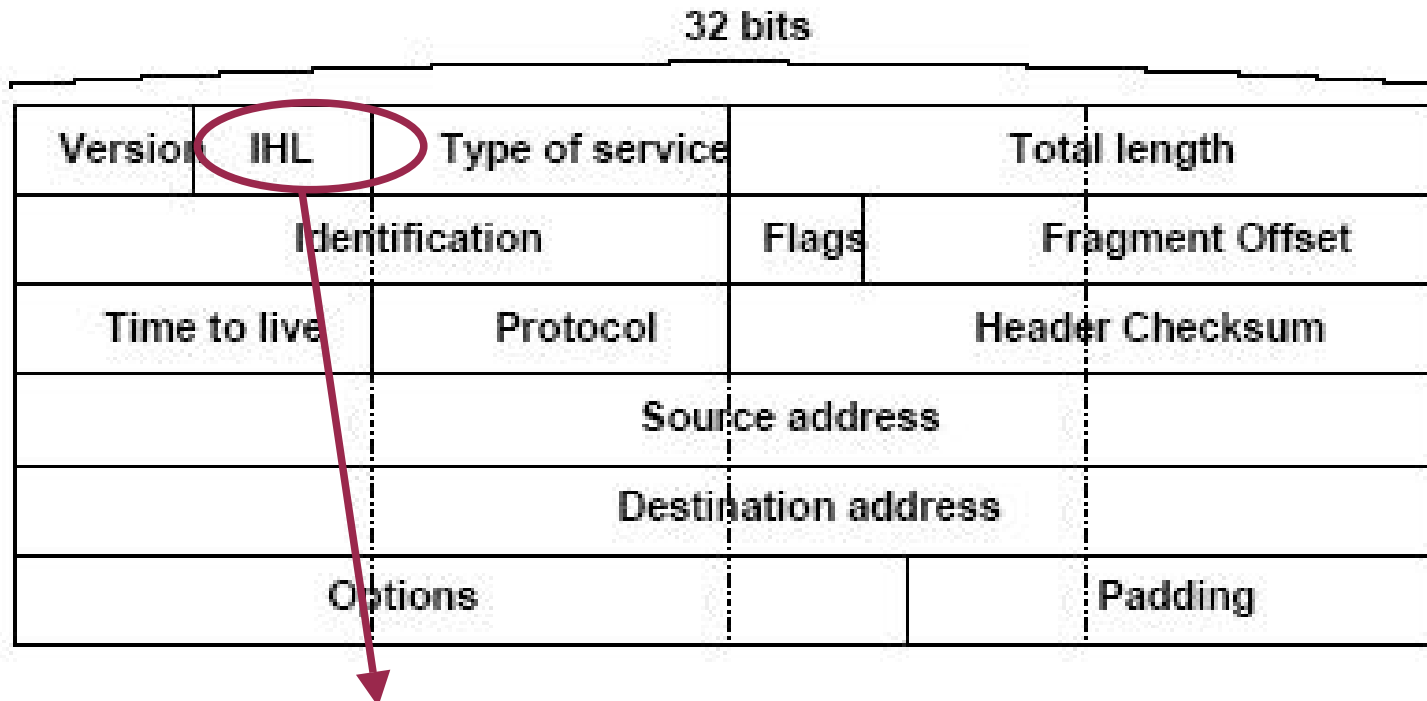 32 bits
Version IHL Type of service Total length
Identification Flags Fragment Offset
Time to live Protocol Header Checksum
Source address
Destination address
Options Padding